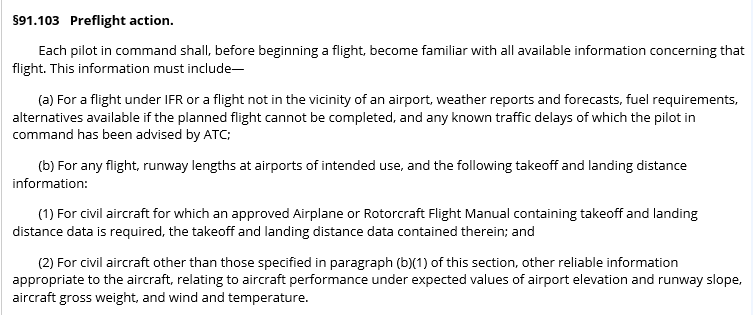 §91.103 Preflight action.
Each pilot in command shall, before beginning a flight, become familiar with all available information concerning that
flight. This information must include—
(a) For a flight under IFR or a flight not in the vicinity of an airport, weather reports and forecasts, fuel requirements,
alternatives available if the planned flight cannot be completed, and any known traffic delays of which the pilot in
command has been advised by ATC;
(b) For any flight, runway lengths at airports of intended use, and the following takeoff and landing distance
information:
(1) For civil aircraft for which an approved Airplane or Rotorcraft Flight Manual containing takeoff and landing
distance data is required, the takeoff and landing distance data contained therein; and
(2) For civil aircraft other than those specified in paragraph (b)(1) of this section, other reliable information
appropriate to the aircraft, relating to aircraft performance under expected values of airport elevation and runway slope,
aircraft gross weight, and wind and temperature.